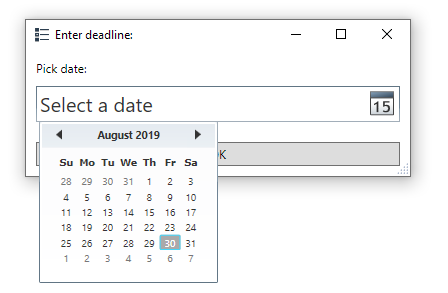 Enter deadline:
Pick date:
Select a date
15
August 2019
Su Mo Tu We Th Fr Sa
28 29 30 31 1 2 3
4 5 6 7 8 9 10
11 12 13 14 15 16 17
18 19 20 21 22 23 24
25 26 27 28 29 30 31
1 2 3 4 5 6 7